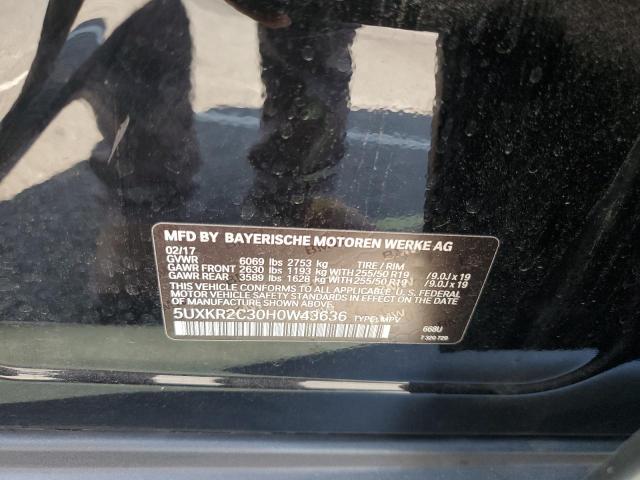 MFD BY BAYERISCHE MOTOREN WERKE AG
02/17
GVWR 6069 lbs 2753 kg TIRE / RIM
GAWR FRONT 2630 lbs 1193 kg WITH 255/50 R19 /9.0J x 19
GAWR REAR 3589 lbs 1628 kg WITH 255/50 R19 /9.0J x 19
THIS VEHICLE CONFORMS TO ALL APPLICABLE U.S. FEDERAL
MOTOR VEHICLE SAFETY STANDARDS IN EFFECT ON THE DATE
OF MANUFACTURE SHOWN ABOVE.
5UXKR2C30H0W43636 TYPE: MPV
668U
7 320 729